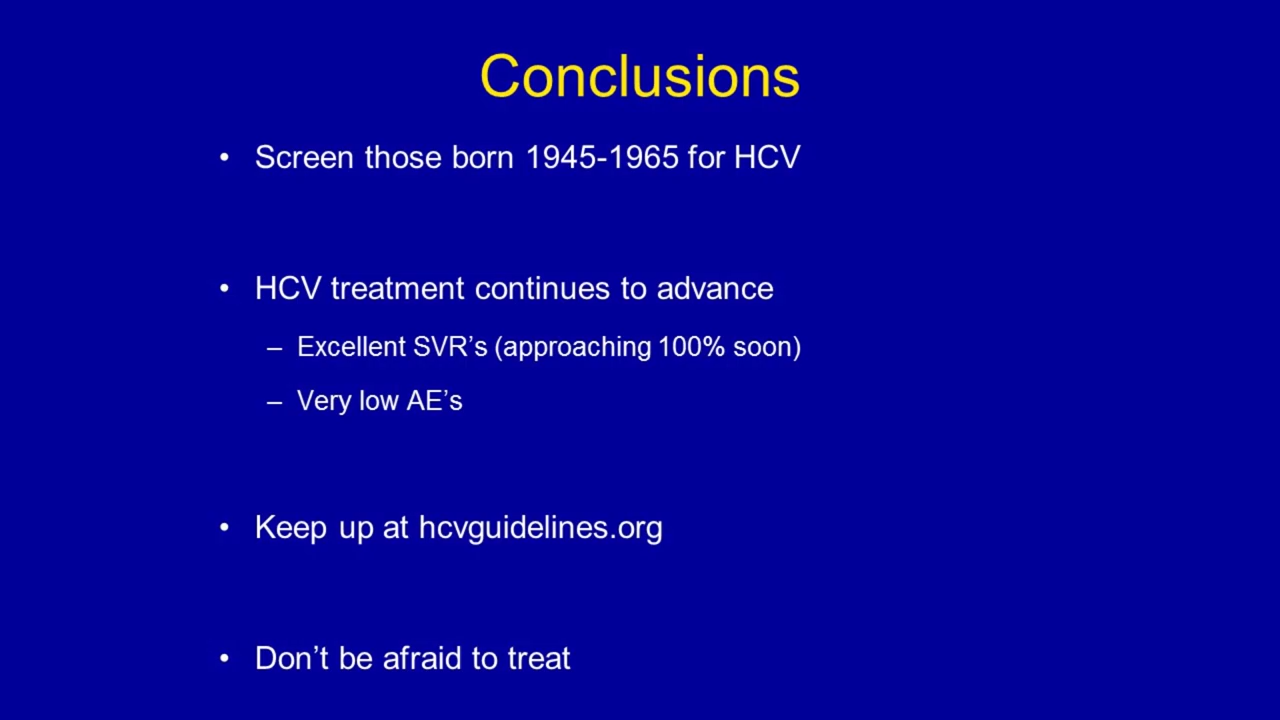 Conclusions
• Screen those born 1945-1965 for HCV
• HCV treatment continues to advance
– Excellent SVR’s (approaching 100% soon)
– Very low AE’s
• Keep up at hcvguidelines.org
• Don’t be afraid to treat